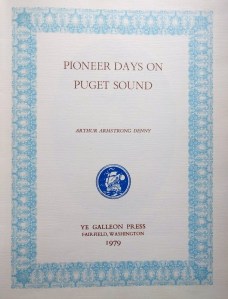 PIONEER DAYS ON
PUGET SOUND
ARTHUR ARMSTRONG DENNY
YE GALLEON PRESS
FAIRFIELD, WASHINGTON
1979